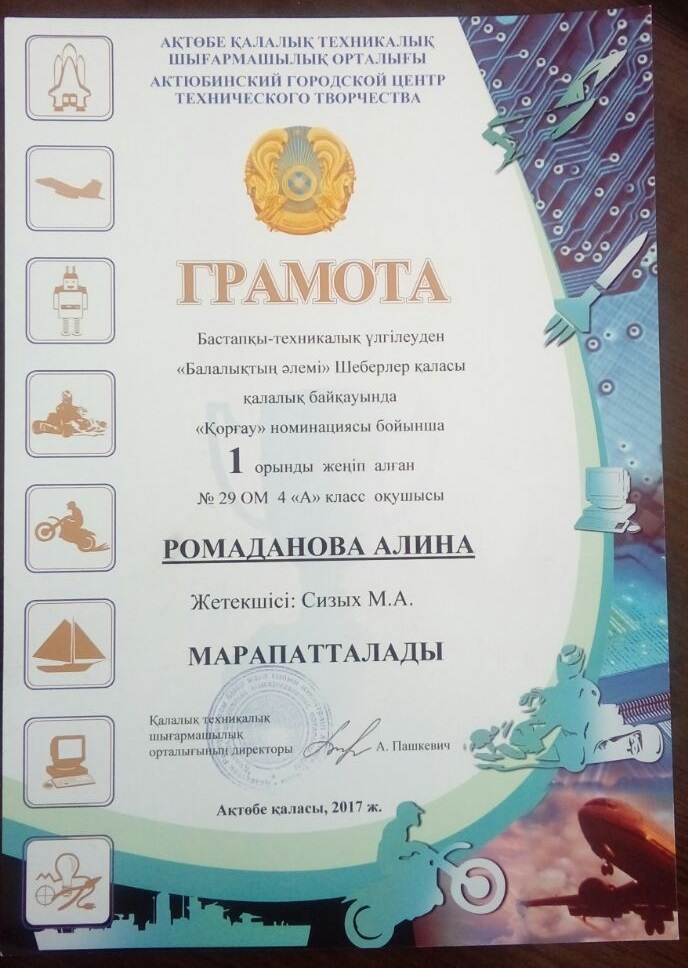 АҚТӨБЕ ҚАЛАЛЫҚ ТЕХНИКАЛЫҚ
ШЫҒАРМАШЫЛЫҚ ОРТАЛЫҒЫ
АКТЮБИНСКИЙ ГОРОДСКОЙ ЦЕНТР
ТЕХНИЧЕСКОГО ТВОРЧЕСТВА
ГРАМОТА
Бастапқы-техникалық үлгілеуден
«Балалықтың әлемі» Шеберлер қаласы
қалалық байқауында
«Қорғау» номинациясы бойынша
1 орынды жеңіп алған
№ 29 ОМ 4 «А» класс оқушысы
РОМАДАНОВА АЛИНА
Жетекшісі: Сизых М.А.
МАРАПАТТАЛАДЫ
Қалалық техникалық
шығармашылық
орталығының директоры
А. Пашкевич
Ақтөбе қаласы, 2017 ж.